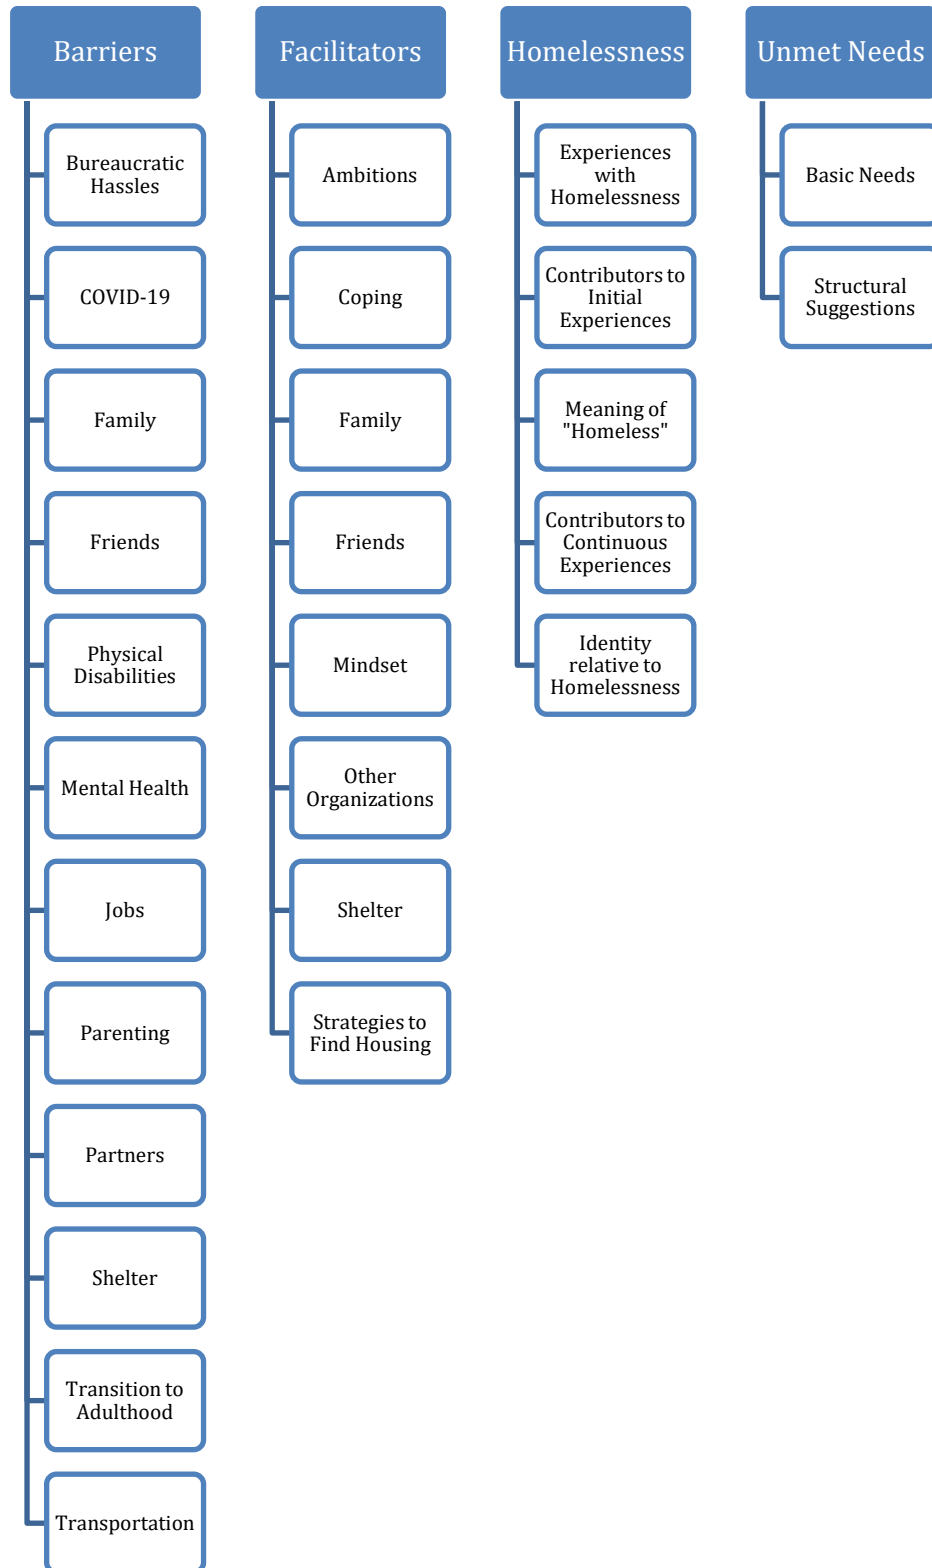 Barriers
Bureaucratic
Hassles
COVID-19
Family
Friends
Physical
Disabilities
Mental Health
Jobs
Parenting
Partners
Shelter
Transition to
Adulthood
Transportation
Facilitators
Ambitions
Coping
Family
Friends
Mindset
Other
Organizations
Shelter
Strategies to
Find Housing
Homelessness
Experiences
with
Homelessness
Contributors to
Initial
Experiences
Meaning of
"Homeless"
Contributors to
Continuous
Experiences
Identity
relative to
Homelessness
Unmet Needs
Basic Needs
Structural
Suggestions